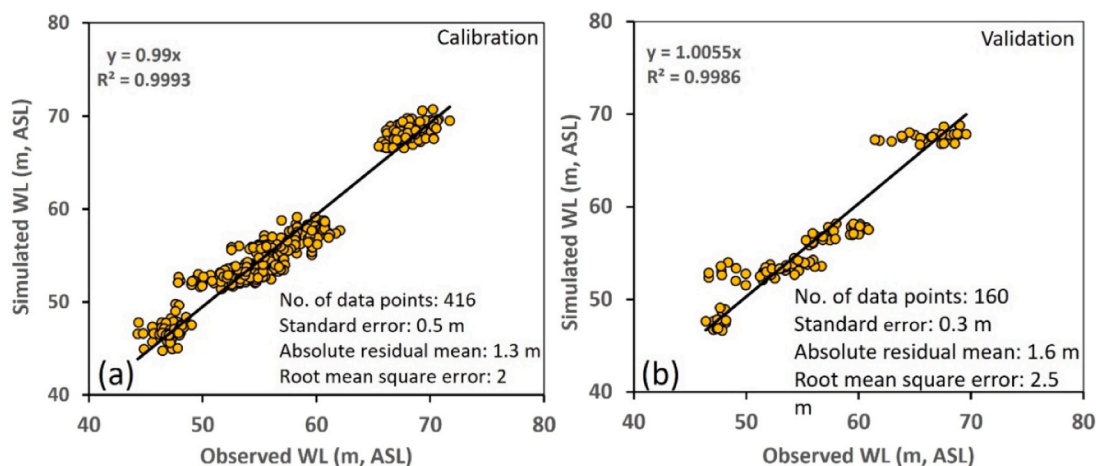 80
70
60
50
40
Simulated WL (m, ASL)
Calibration
y = 0.99x
R² = 0.9993
No. of data points: 416
Standard error: 0.5 m
Absolute residual mean: 1.3 m
Root mean square error: 2
(a)
40 50 60 70 80
Observed WL (m, ASL)
80
70
60
50
40
Simulated WL (m, ASL)
Validation
y = 1.0055x
R² = 0.9986
No. of data points: 160
Standard error: 0.3 m
Absolute residual mean: 1.6 m
Root mean square error: 2.5
m
(b)
40 50 60 70 80
Observed WL (m, ASL)